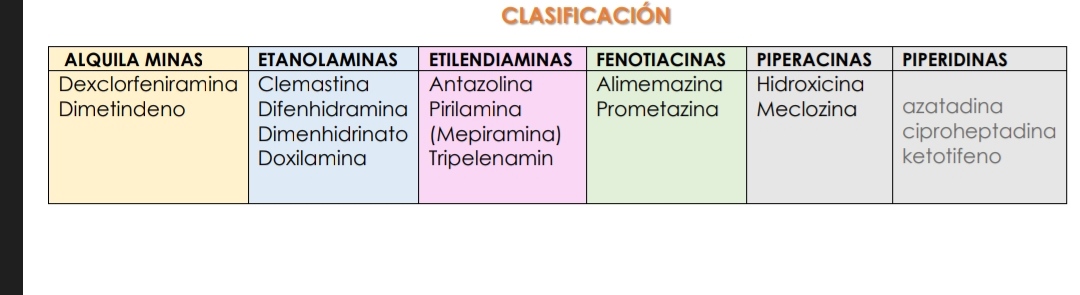 CLASIFICACIÓN
ALQUILA MINAS ETANOLAMINAS ETILENDIAMINAS FENOTIACINAS PIPERACINAS PIPERIDINAS
Dexclorfeniramina Clemastina Antazolina Alimemazina Hidroxicina
Dimetindeno Difenhidramina Pirilamina Prometazina Meclozina azatadina
Dimenhidrinato (Mepiramina) ciproheptadina
Doxilamina Tripelenamin ketotifeno